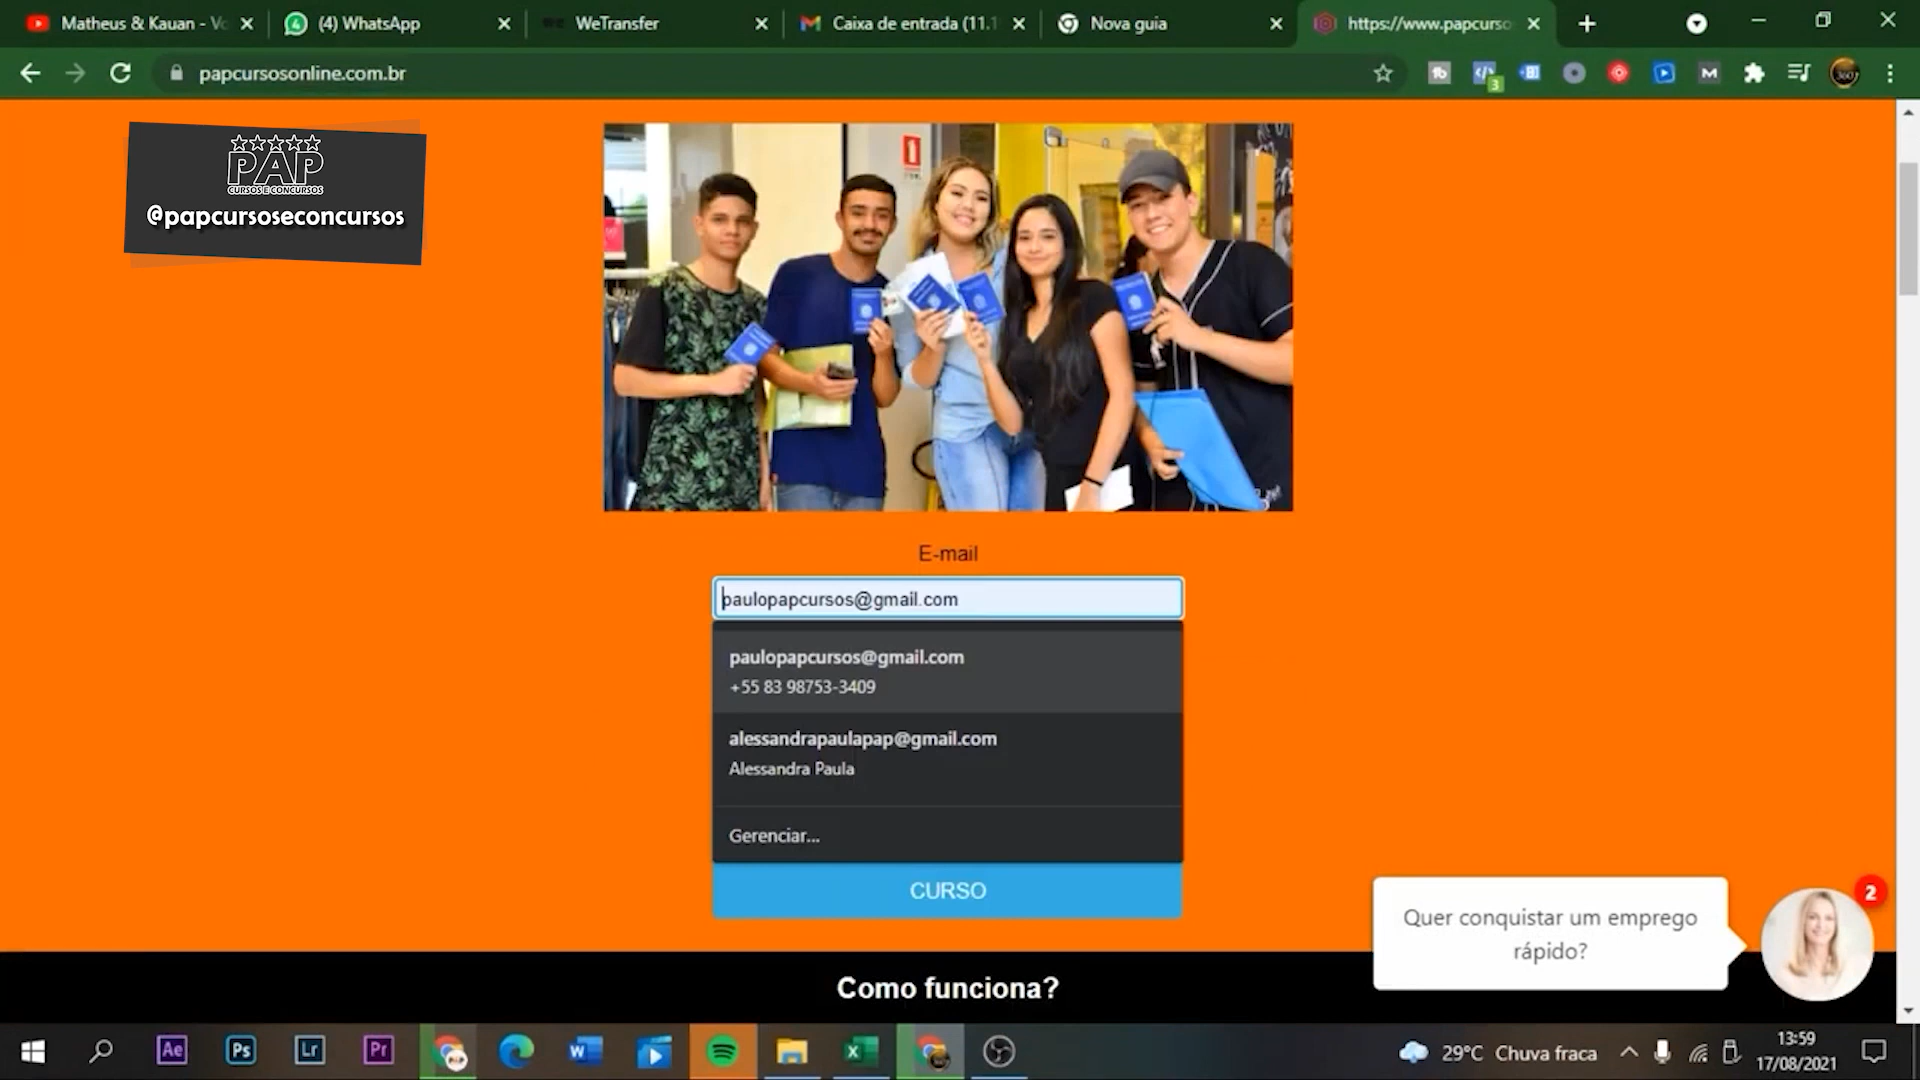 Matheus & Kauan - Vo
(4) WhatsApp
WeTransfer
Caixa de entrada (11.1
Nova guia
https://www.papcurso
papcursosonline.com.br
3
PAP
CURSOS E CONCURSOS
@papcursoseconcursos
E-mail
paulopapcursos@gmail.com
paulopapcursos@gmail.com
+55 83 98753-3409
alessandrapaulapap@gmail.com
Alessandra Paula
Gerenciar...
CURSO
Quer conquistar um emprego
rápido?
2
Como funciona?
Ae
Ps
Lr
Pr
29°C Chuva fraca
13:59
17/08/2021